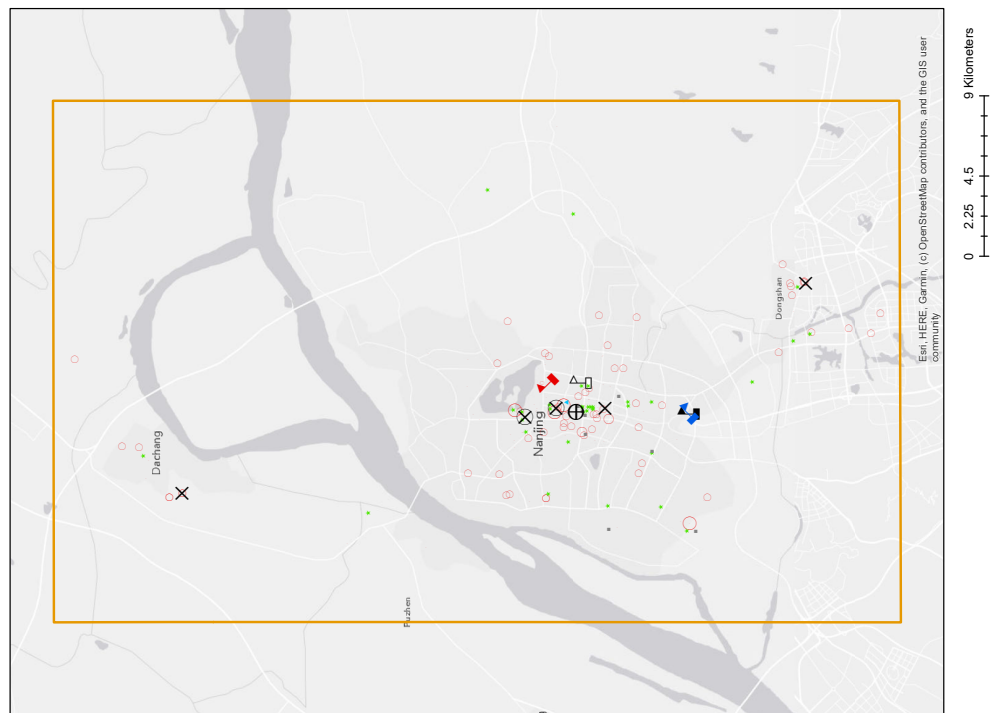 Dachang
Nanjing
Puzhen
Dongshan
0 2.25 4.5 9 Kilometers
Esri, HERE, Garmin, (c) OpenStreetMap contributors, and the GIS user
community